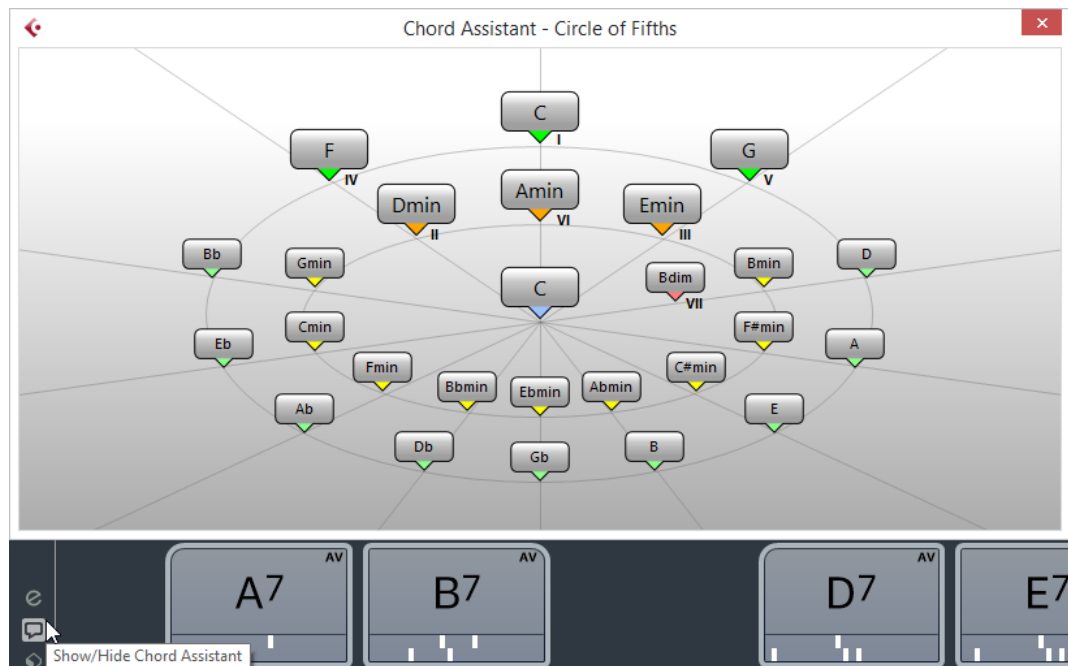 Chord Assistant - Circle of Fifths
C
I
F
IV
G
V
Dmin
II
Amin
VI
Emin
III
Bb
Gmin
C
Bdim
VII
Bmin
D
Eb
Cmin
F#min
A
Fmin
C#min
Bbmin
Ebmin
Abmin
Ab
E
Db
Gb
B
AV
AV
AV
A7
B7
D7
E7
Show/Hide Chord Assistant